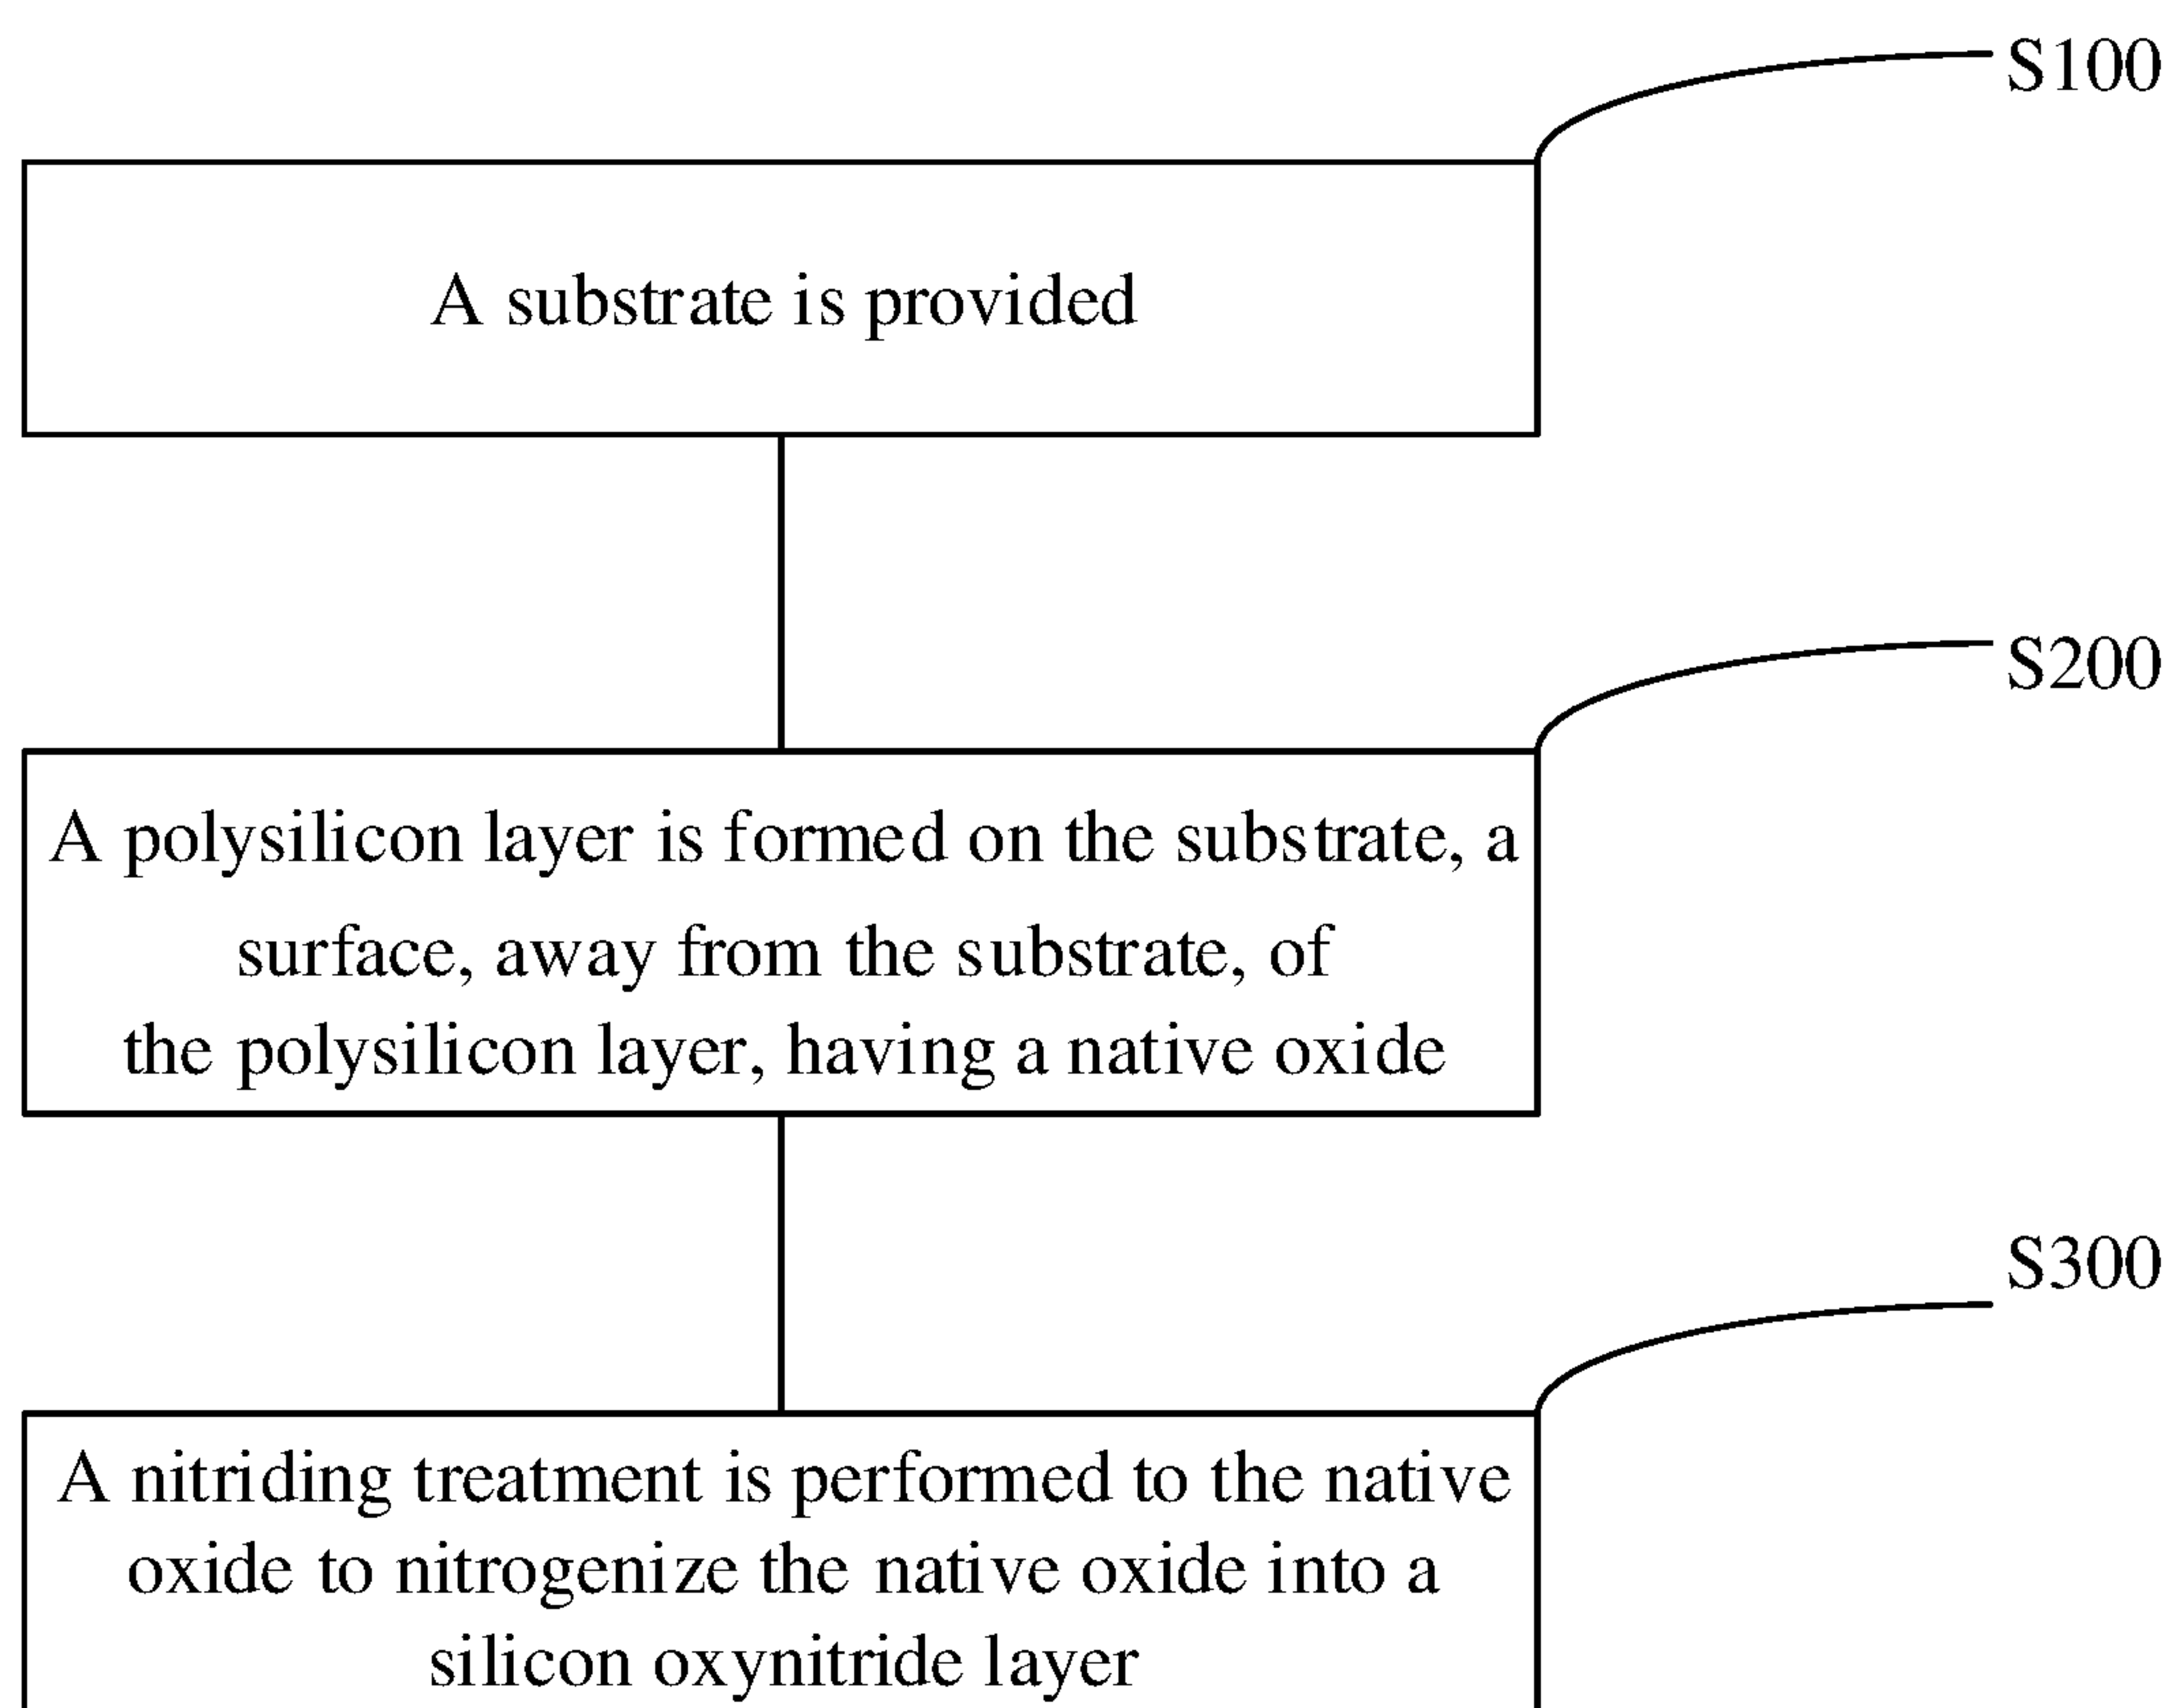 S100
A substrate is provided
S200
A polysilicon layer is formed on the substrate, a
surface, away from the substrate, of
the polysilicon layer, having a native oxide
S300
A nitriding treatment is performed to the native
oxide to nitrogenize the native oxide into a
silicon oxynitride layer